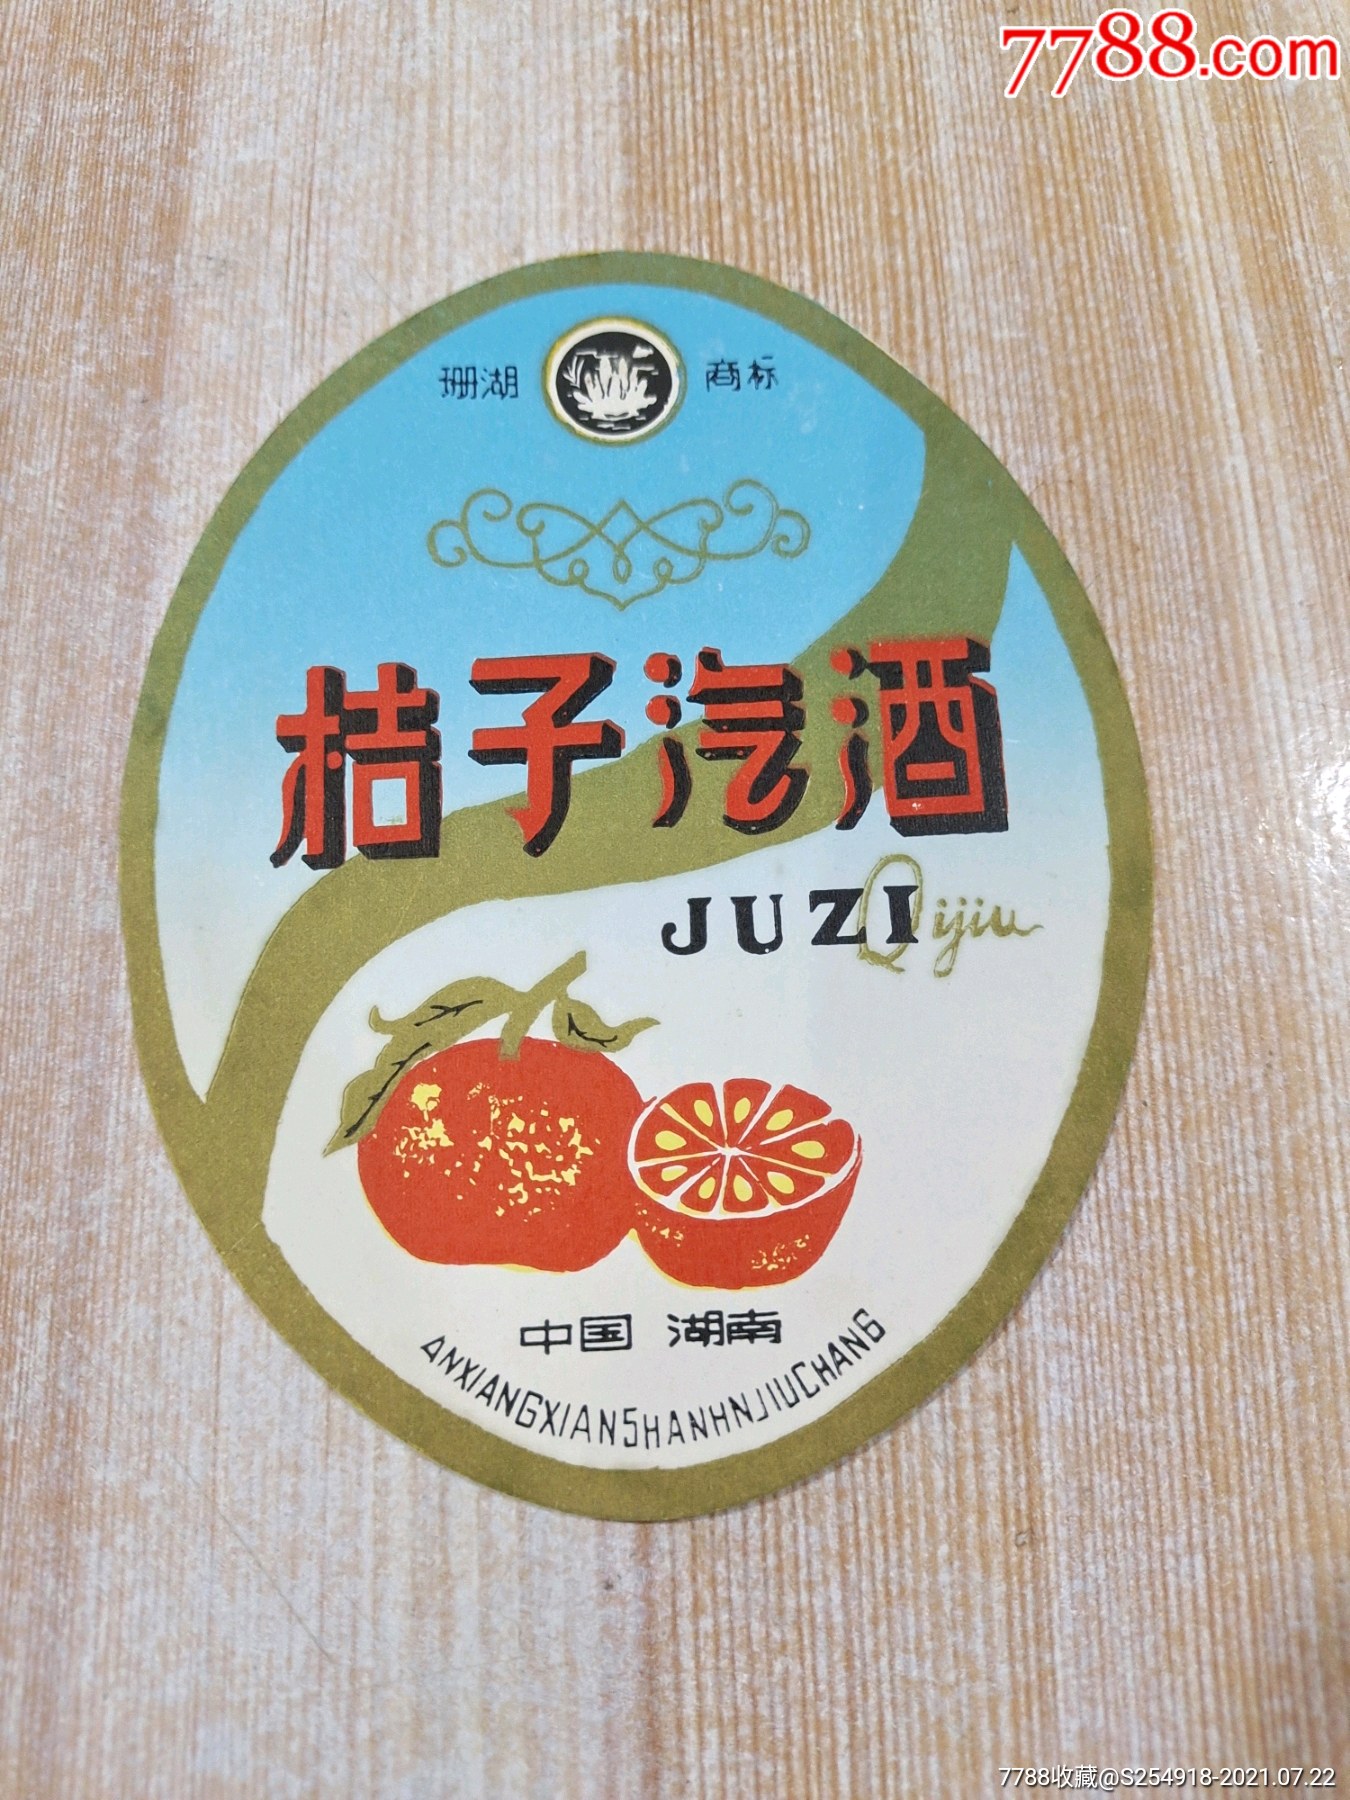 7788.com
珊湖 商标
桔子汽酒
JUZI Qijiu
中国 湖南
ANXIANGXIANSHANHNJIUCHANG
7788收藏@S254918-2021.07.22